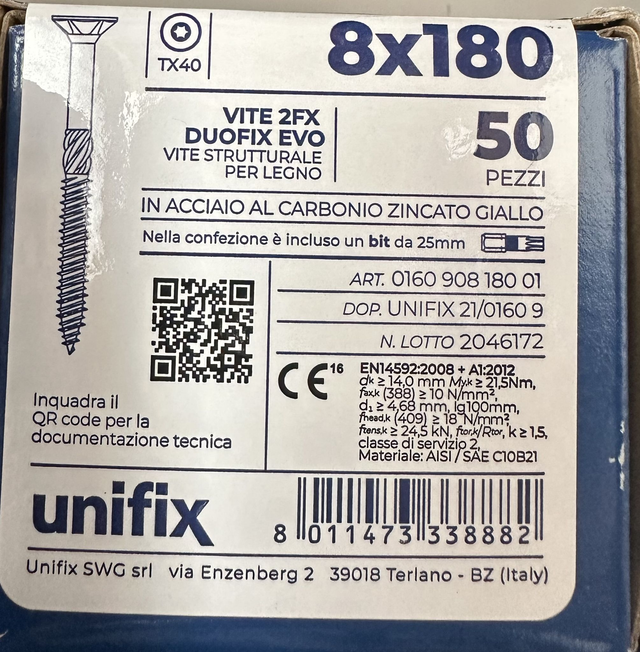 TX40
8x180
VITE 2FX
DUOFIX EVO
VITE STRUTTURALE
PER LEGNO
50
PEZZI
IN ACCIAIO AL CARBONIO ZINCATO GIALLO
Nella confezione è incluso un bit da 25mm
ART. 0160 908 180 01
DOP. UNIFIX 21/0160 9
N. LOTTO 2046172
Inquadra il
QR code per la
documentazione tecnica
CE 16
EN14592:2008 + A1:2012
dk ≥ 14,0 mm My,k ≥ 21,5Nm,
fax,k (388) ≥ 10 N/mm²,
d₁ ≥ 4,68 mm, lg100mm,
fhead,k (409) ≥ 18 N/mm²,
ftens,k ≥ 24,5 kN, ftor,k/Rtor, k ≥ 1,5,
classe di servizio 2,
Materiale: AISI / SAE C10B21
unifix
8 011473 338882
Unifix SWG srl via Enzenberg 2 39018 Terlano - BZ (Italy)